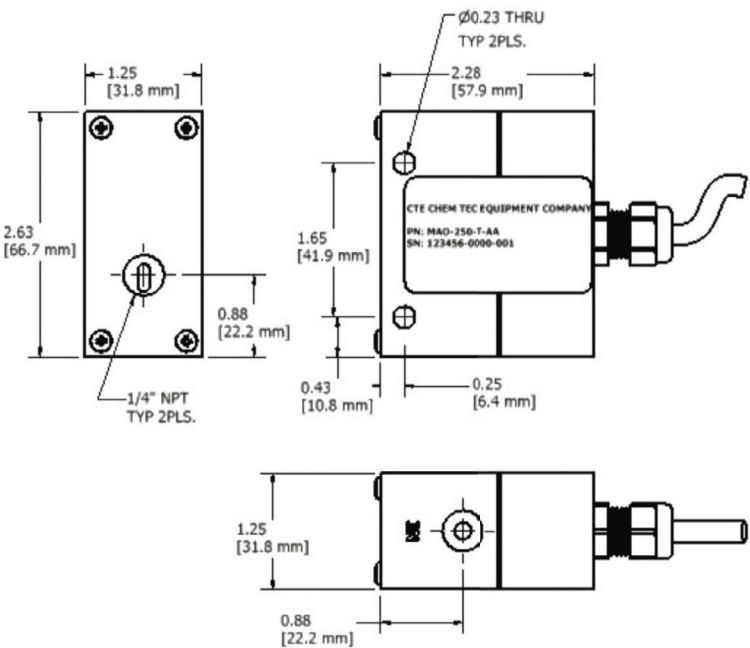 Ø0.23 THRU
TYP 2PLS.
1.25
[31.8 mm]
2.28
[57.9 mm]
2.63
[66.7 mm]
1.65
[41.9 mm]
CTE CHEM TEC EQUIPMENT COMPANY
PN: MAO-250-T-AA
SN: 123456-0000-001
0.88
[22.2 mm]
1/4" NPT
TYP 2PLS.
0.43
[10.8 mm]
0.25
[6.4 mm]
1.25
[31.8 mm]
0.88
[22.2 mm]